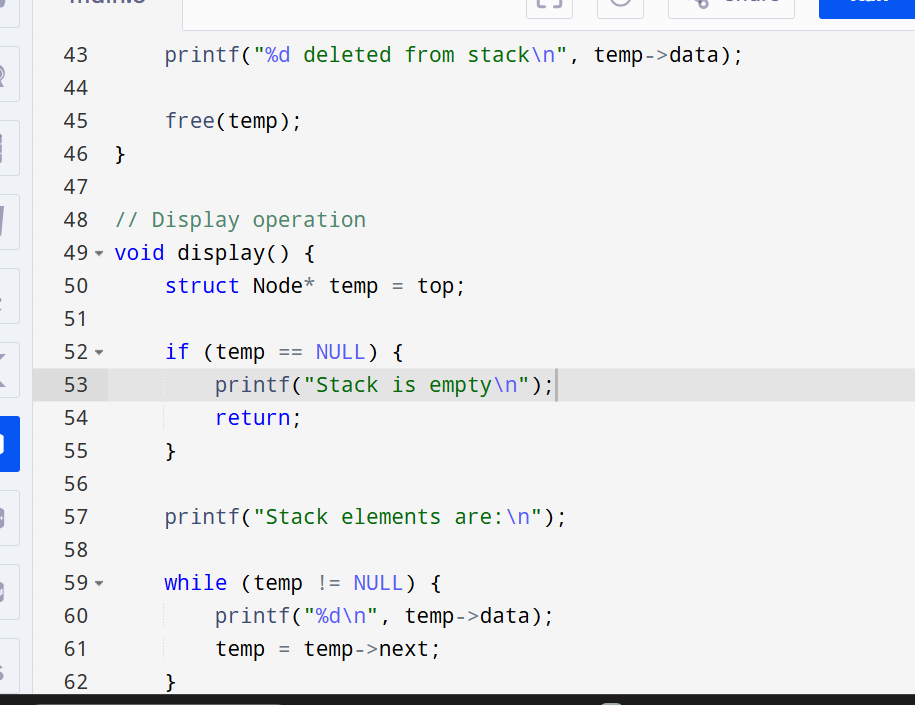 43 printf("%d deleted from stack\n", temp->data);
44
45 free(temp);
46 }
47
48 // Display operation
49 void display() {
50 struct Node* temp = top;
51
52 if (temp == NULL) {
53 printf("Stack is empty\n");
54 return;
55 }
56
57 printf("Stack elements are:\n");
58
59 while (temp != NULL) {
60 printf("%d\n", temp->data);
61 temp = temp->next;
62 }